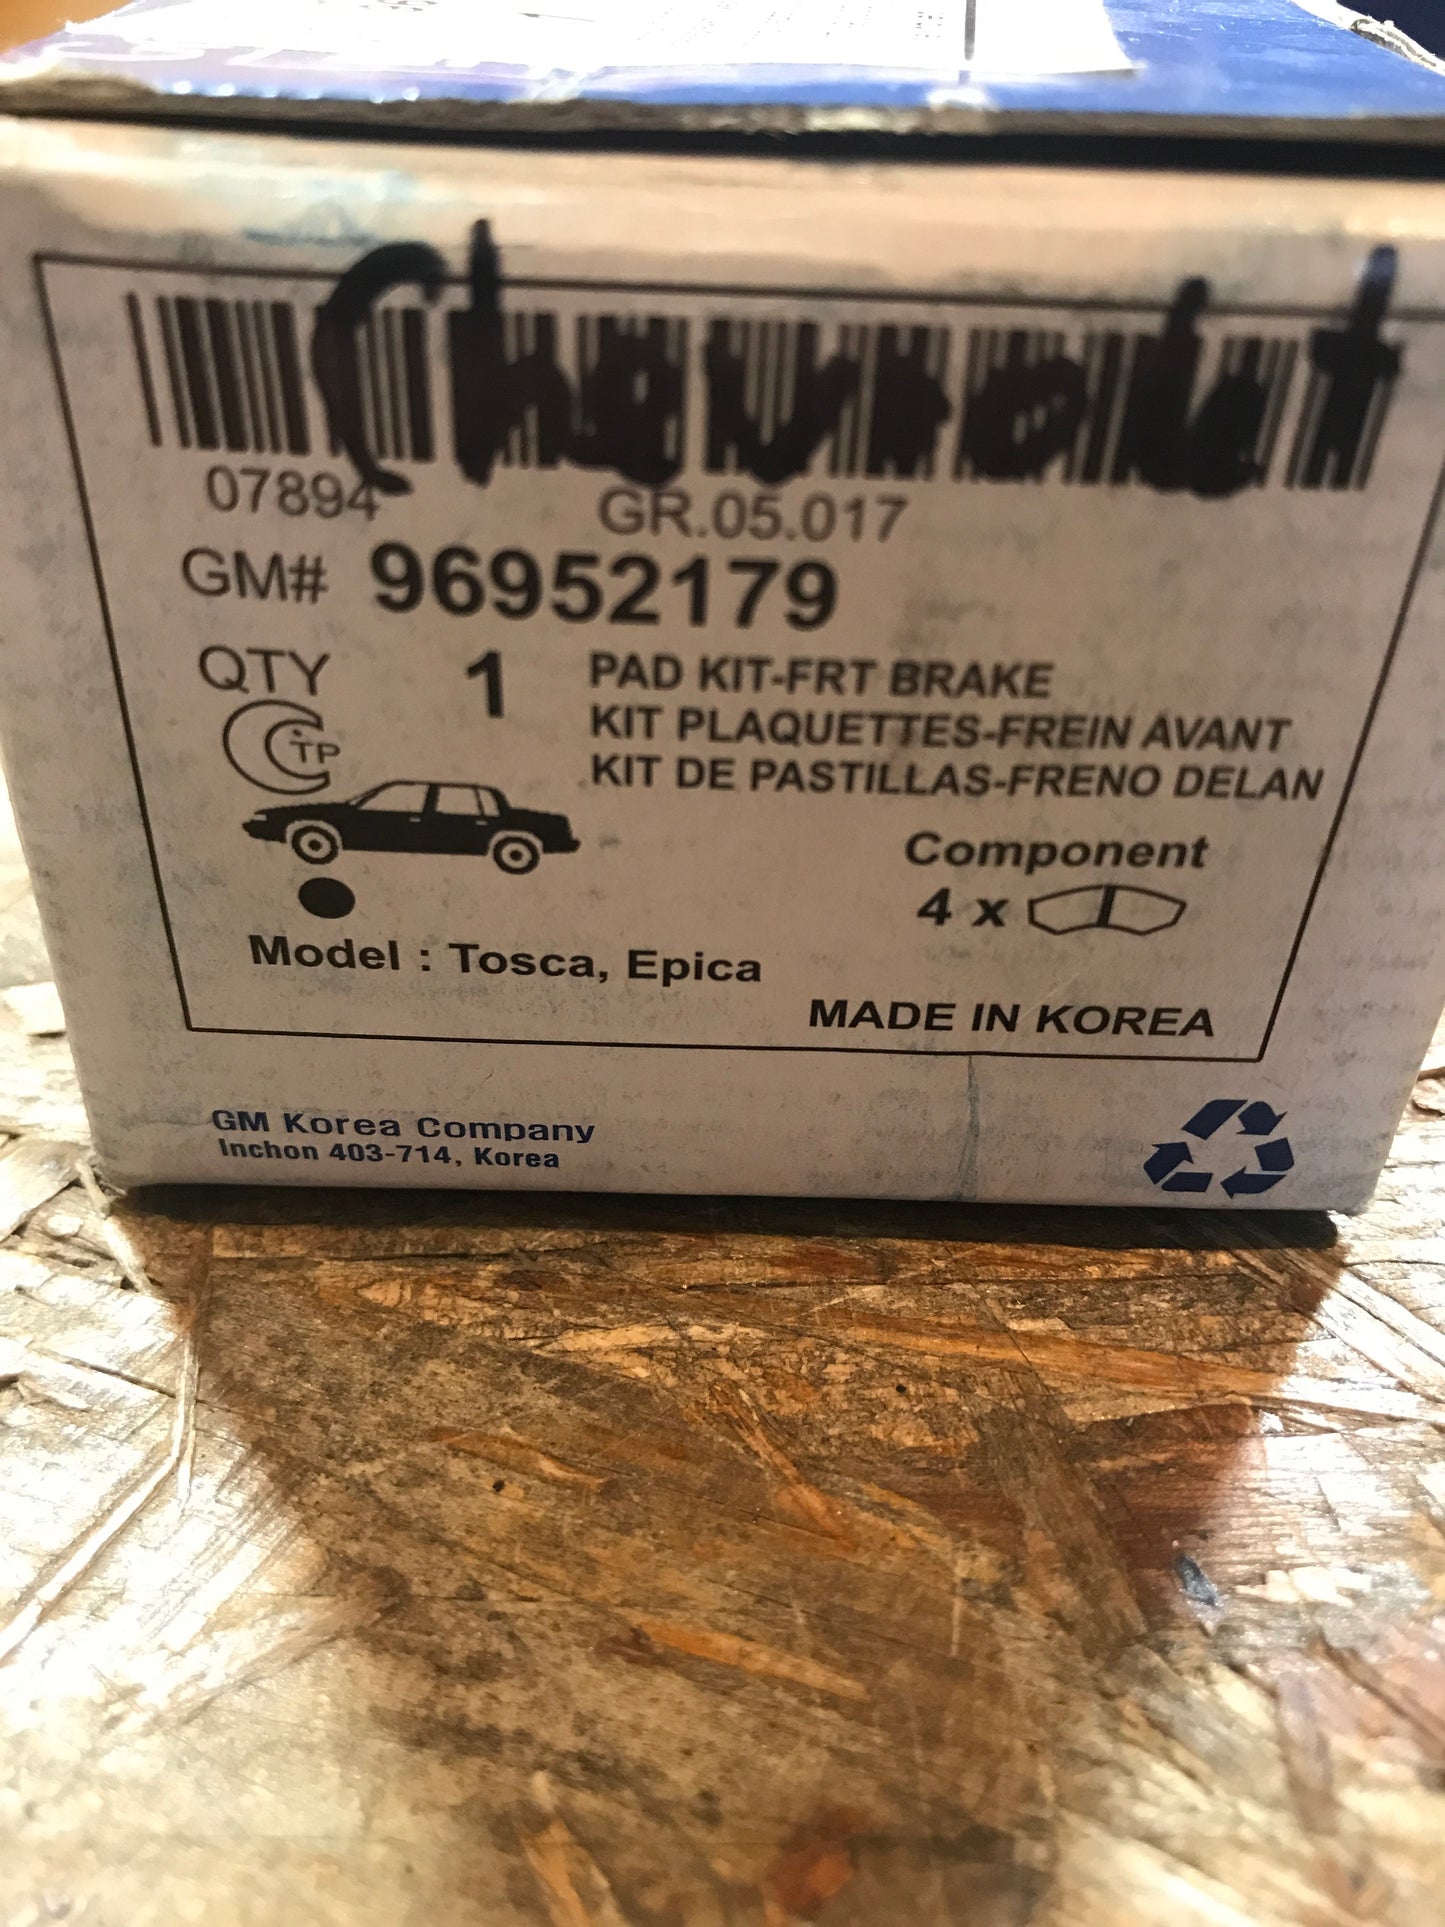 Chevrolet
07894 GR.05.017
GM# 96952179
QTY 1 PAD KIT-FRT BRAKE
KIT PLAQUETTES-FREIN AVANT
KIT DE PASTILLAS-FRENO DELAN
TP
Component
4 x
Model : Tosca, Epica
MADE IN KOREA
GM Korea Company
Inchon 403-714, Korea